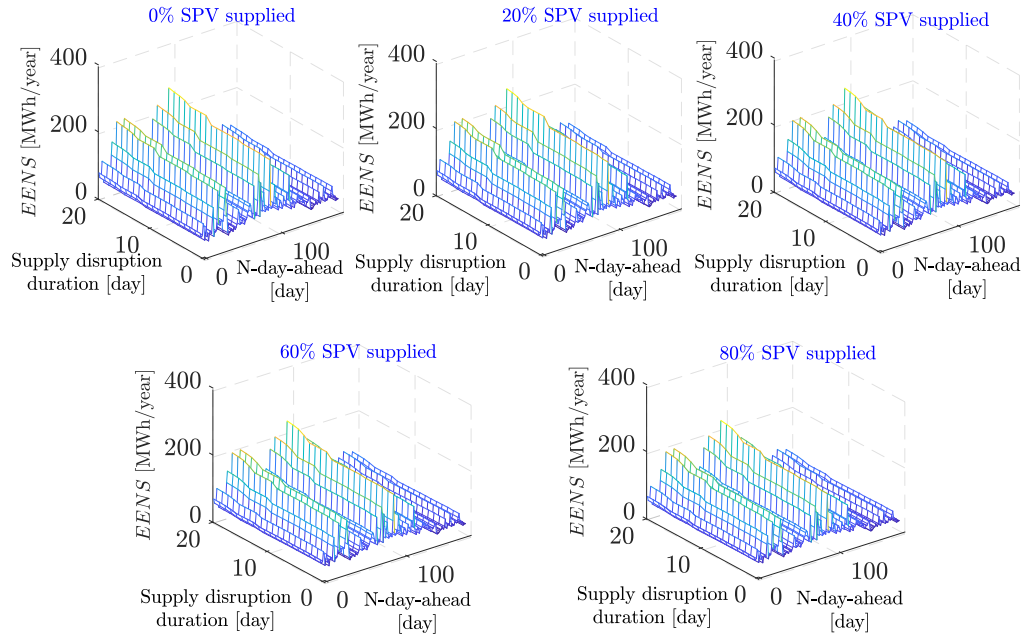 0% SPV supplied
EENS [MWh/year]
400
200
0
20
10
0
0
100
Supply disruption
duration [day]
N-day-ahead
[day]
20% SPV supplied
EENS [MWh/year]
400
200
0
20
10
0
0
100
Supply disruption
duration [day]
N-day-ahead
[day]
40% SPV supplied
EENS [MWh/year]
400
200
0
20
10
0
0
100
Supply disruption
duration [day]
N-day-ahead
[day]
60% SPV supplied
EENS [MWh/year]
400
200
0
20
10
0
0
100
Supply disruption
duration [day]
N-day-ahead
[day]
80% SPV supplied
EENS [MWh/year]
400
200
0
20
10
0
0
100
Supply disruption
duration [day]
N-day-ahead
[day]